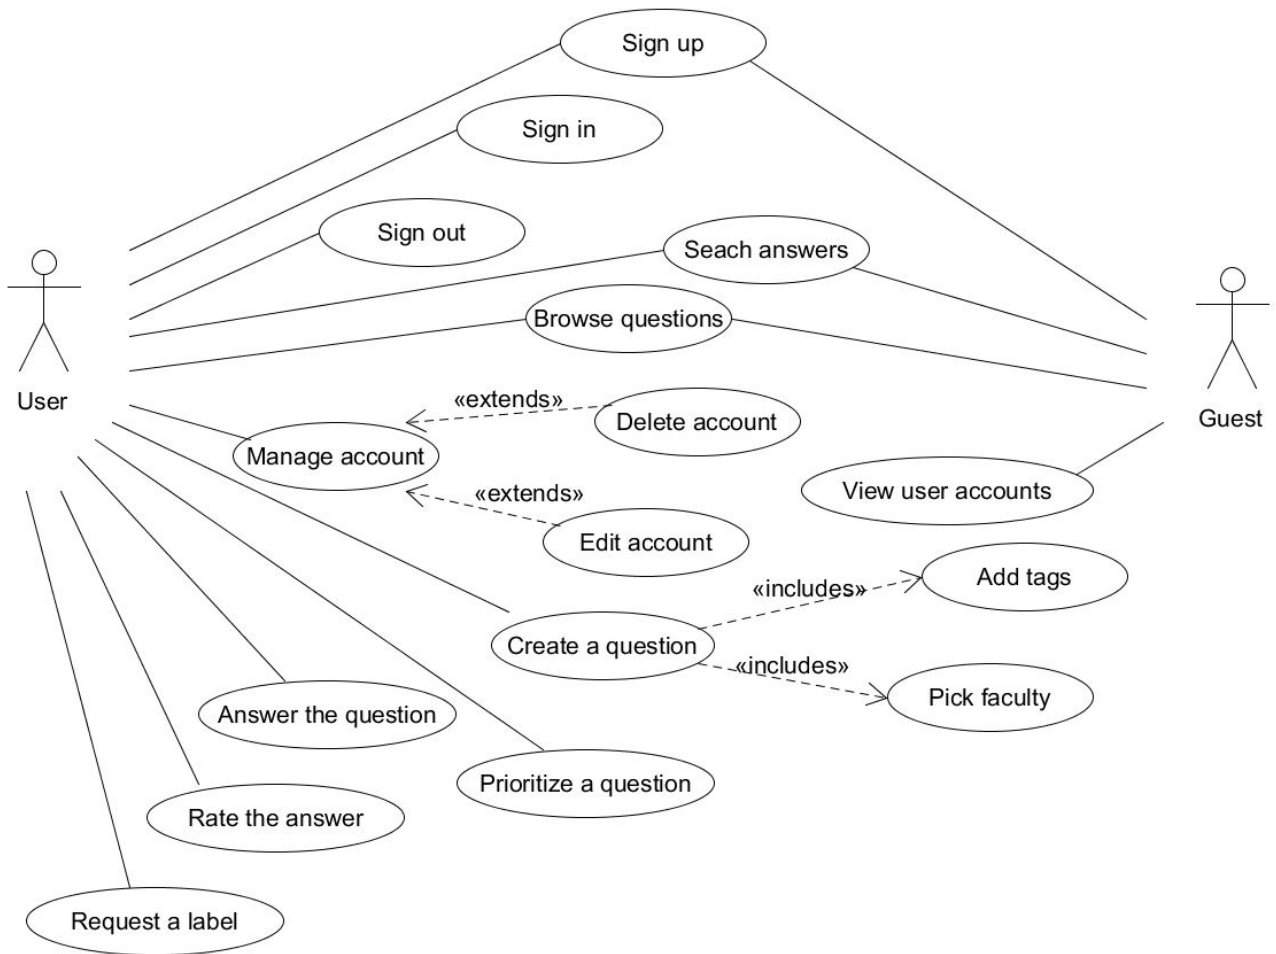 Sign up
Sign in
Sign out
Seach answers
Browse questions
User
Guest
«extends»
Delete account
Manage account
View user accounts
«extends»
Edit account
Add tags
«includes»
Create a question
«includes»
Pick faculty
Answer the question
Prioritize a question
Rate the answer
Request a label